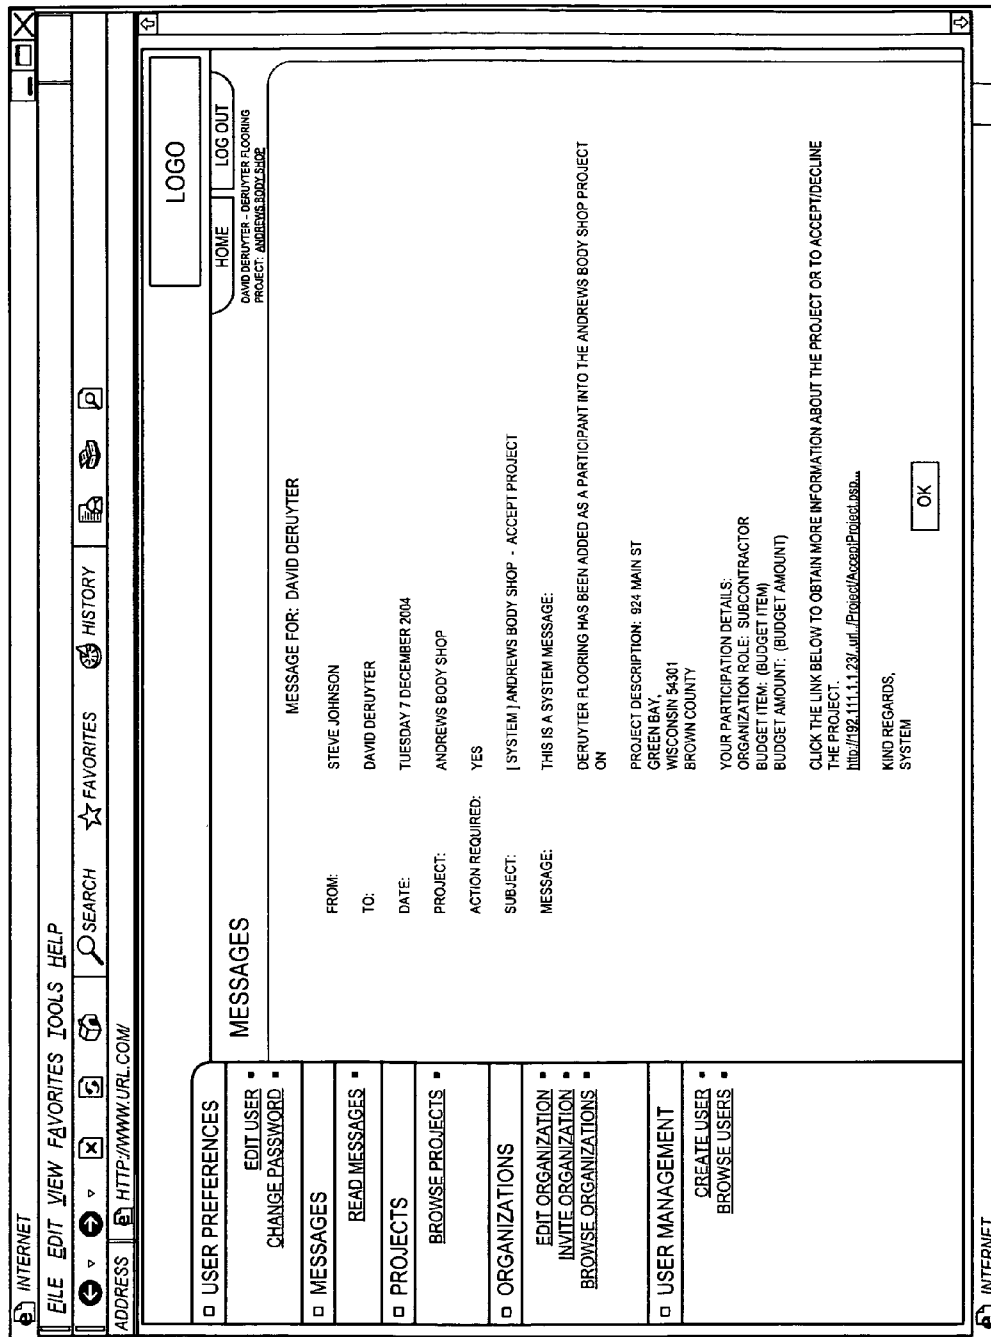 INTERNET
FILE EDIT VIEW FAVORITES TOOLS HELP
SEARCH FAVORITES HISTORY
ADDRESS HTTP://WWW.URL.COM/
LOGO
HOME LOG OUT
DAVID DERUYTER - DERUYTER FLOORING
PROJECT: ANDREWS BODY SHOP
USER PREFERENCES
EDIT USER
CHANGE PASSWORD
MESSAGES
READ MESSAGES
PROJECTS
BROWSE PROJECTS
ORGANIZATIONS
EDIT ORGANIZATION
INVITE ORGANIZATION
BROWSE ORGANIZATIONS
USER MANAGEMENT
CREATE USER
BROWSE USERS
MESSAGES
MESSAGE FOR: DAVID DERUYTER
FROM: STEVE JOHNSON
TO: DAVID DERUYTER
DATE: TUESDAY 7 DECEMBER 2004
PROJECT: ANDREWS BODY SHOP
ACTION REQUIRED: YES
SUBJECT: [ SYSTEM ] ANDREWS BODY SHOP - ACCEPT PROJECT
MESSAGE: THIS IS A SYSTEM MESSAGE:
DERUYTER FLOORING HAS BEEN ADDED AS A PARTICIPANT INTO THE ANDREWS BODY SHOP PROJECT
ON
PROJECT DESCRIPTION: 924 MAIN ST
GREEN BAY,
WISCONSIN 54301
BROWN COUNTY
YOUR PARTICIPATION DETAILS:
ORGANIZATION ROLE: SUBCONTRACTOR
BUDGET ITEM: (BUDGET ITEM)
BUDGET AMOUNT: (BUDGET AMOUNT)
CLICK THE LINK BELOW TO OBTAIN MORE INFORMATION ABOUT THE PROJECT OR TO ACCEPT/DECLINE
THE PROJECT.
http://192.111.1.1.23/..url../Project/AcceptProject.psp...
KIND REGARDS,
SYSTEM
OK
INTERNET